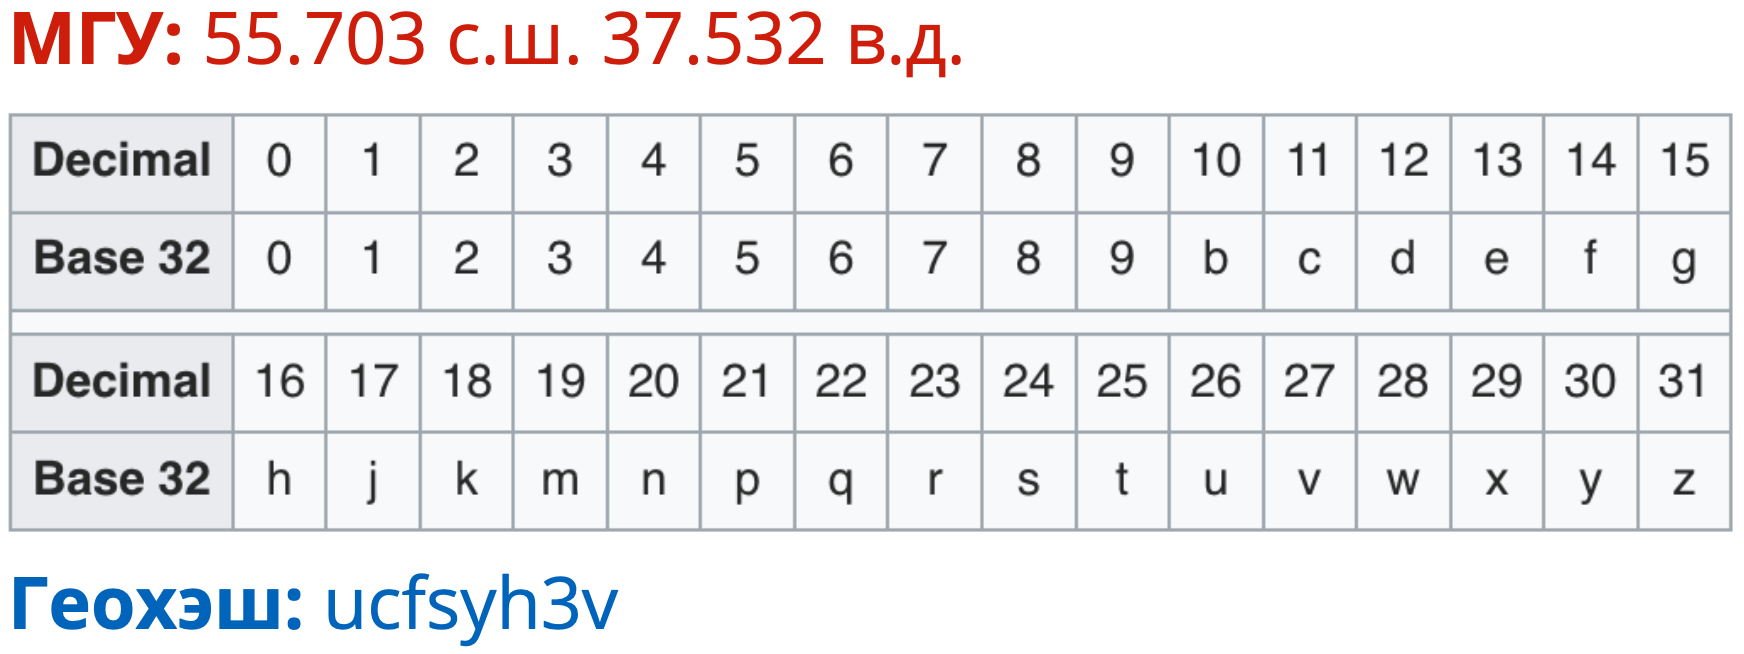 МГУ: 55.703 с.ш. 37.532 в.д.
Decimal 0 1 2 3 4 5 6 7 8 9 10 11 12 13 14 15
Base 32 0 1 2 3 4 5 6 7 8 9 b c d e f g
Decimal 16 17 18 19 20 21 22 23 24 25 26 27 28 29 30 31
Base 32 h j k m n p q r s t u v w x y z
Геохэш: ucfsyh3v